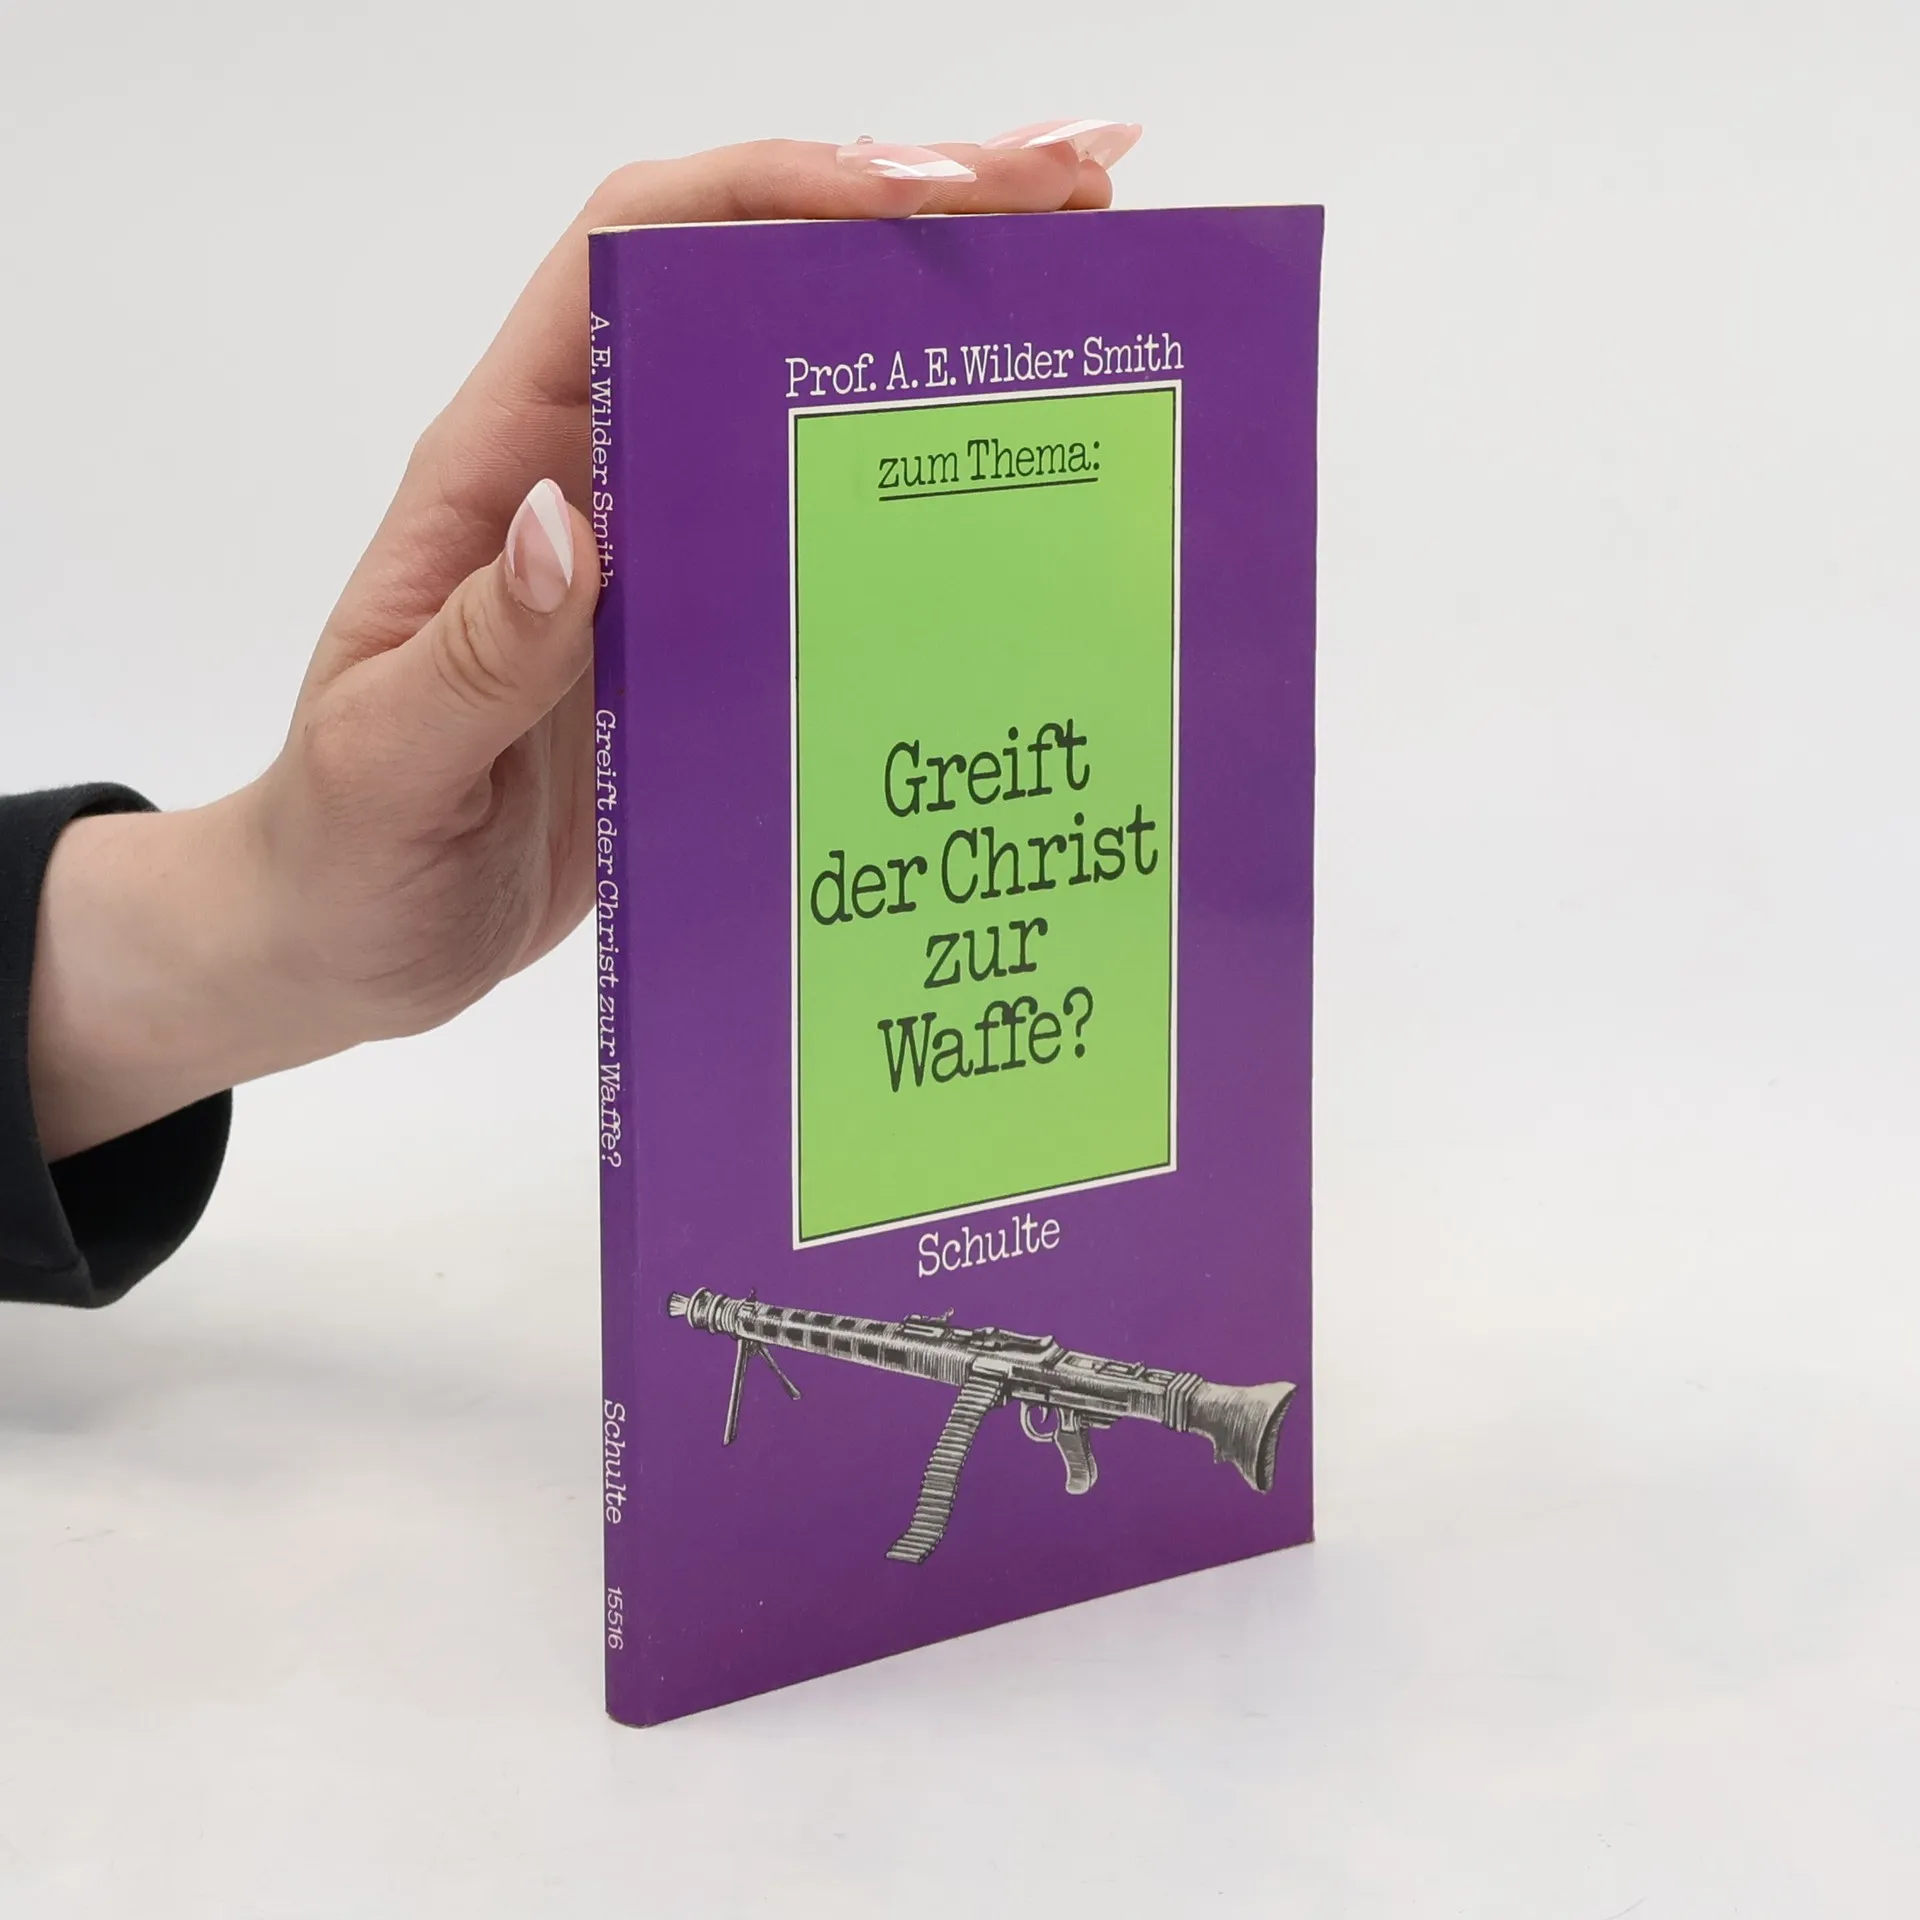 Prof. A. E. Wilder Smith
zum Thema:
Greift
der Christ
zur
Waffe?
Schulte
A. E. Wilder Smith
Greift der Christ zur Waffe?
Schulte
15516